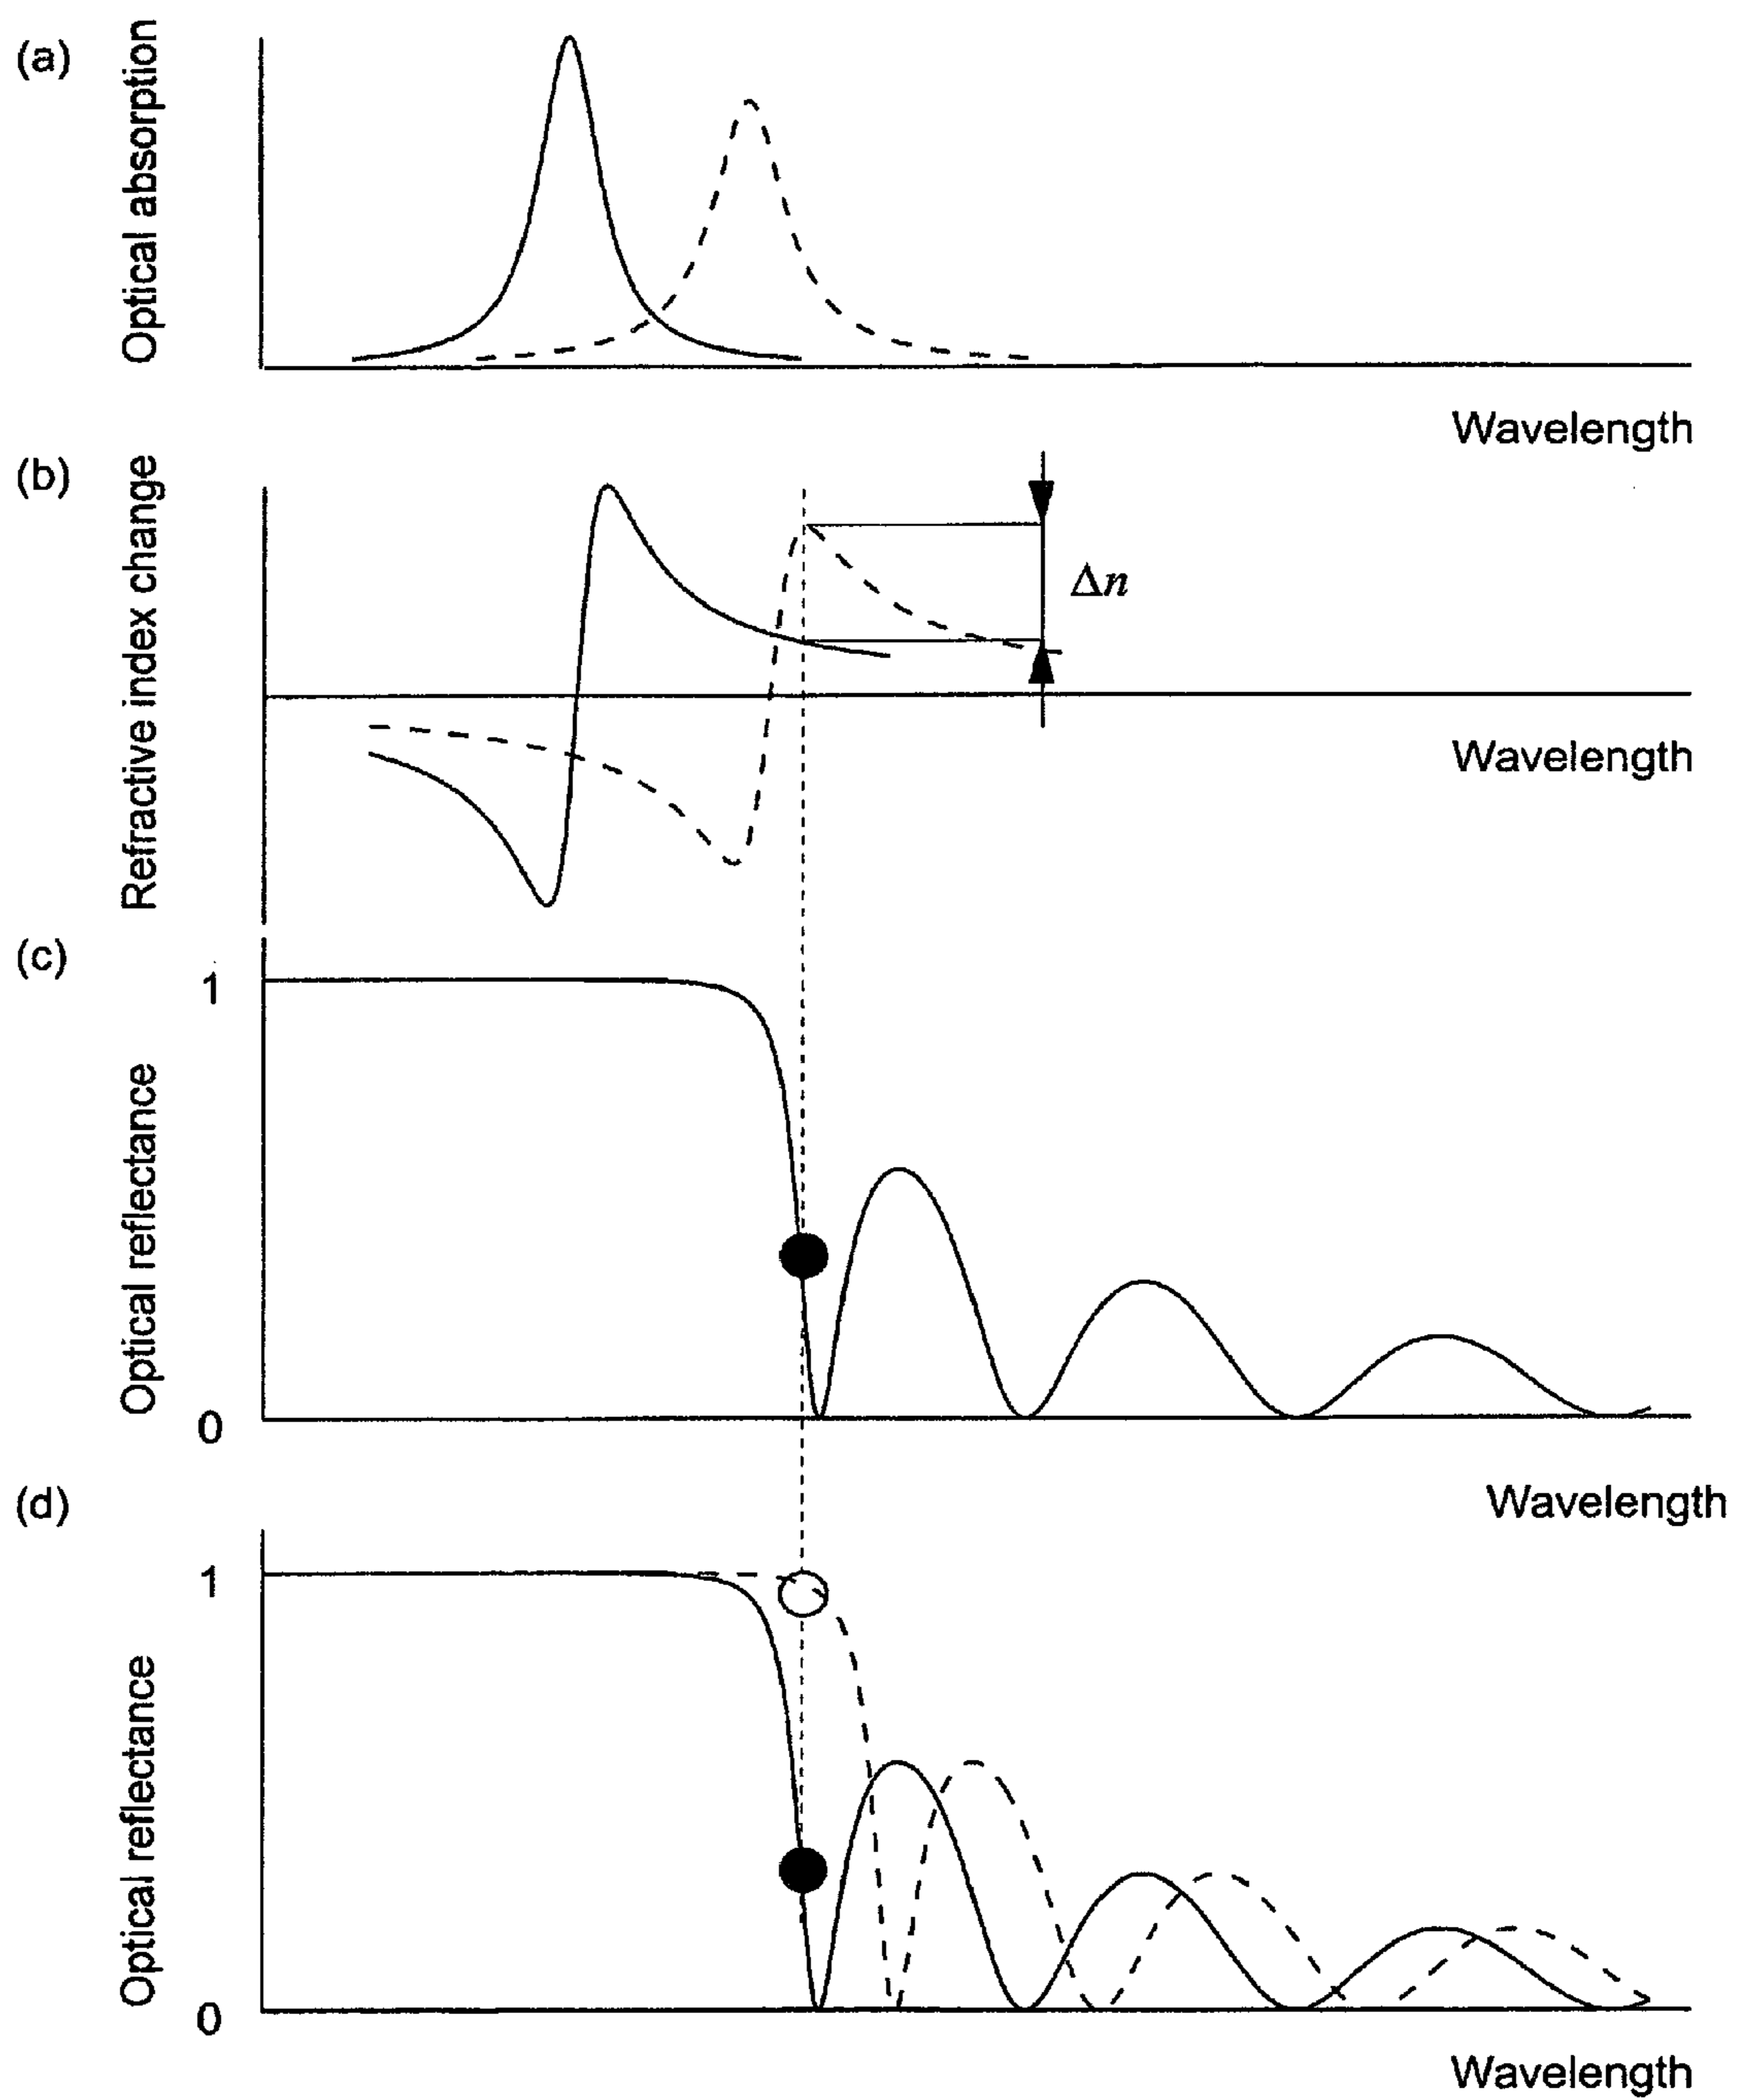 (a)
Optical absorption
Wavelength
(b)
Refractive index change
Δn
Wavelength
(c)
1
Optical reflectance
0
Wavelength
(d)
1
Optical reflectance
0
Wavelength